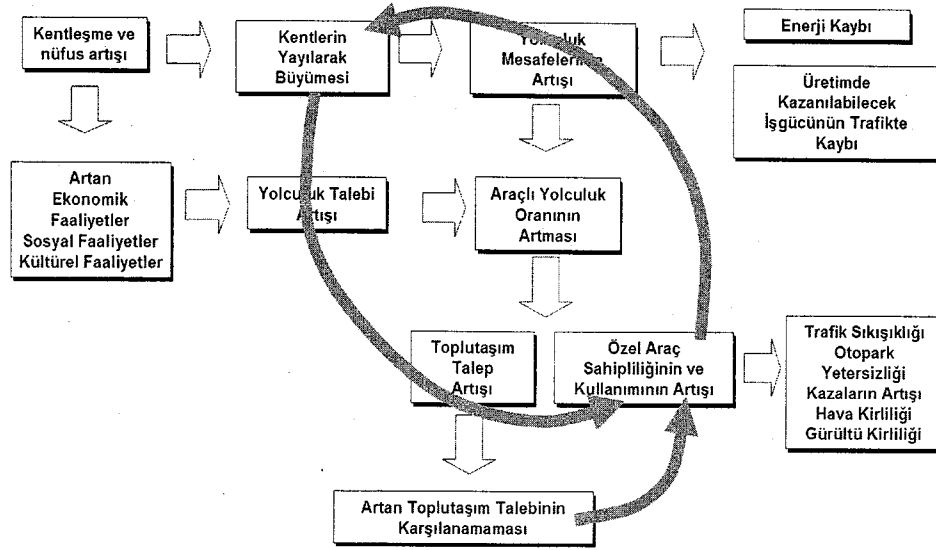 Kentleşme ve
nüfus artışı
Kentlerin
Yayılarak
Büyümesi
Yolculuk
Mesafelerinin
Artışı
Enerji Kaybı
Üretimde
Kazanılabilecek
İşgücünün Trafikte
Kaybı
Artan
Ekonomik
Faaliyetler
Sosyal Faaliyetler
Kültürel Faaliyetler
Yolculuk Talebi
Artışı
Araçlı Yolculuk
Oranının
Artması
Toplutaşım
Talep
Artışı
Özel Araç
Sahipliliğinin ve
Kullanımının Artışı
Trafik Sıkışıklığı
Otopark
Yetersizliği
Kazaların Artışı
Hava Kirliliği
Gürültü Kirliliği
Artan Toplutaşım Talebinin
Karşılanamaması